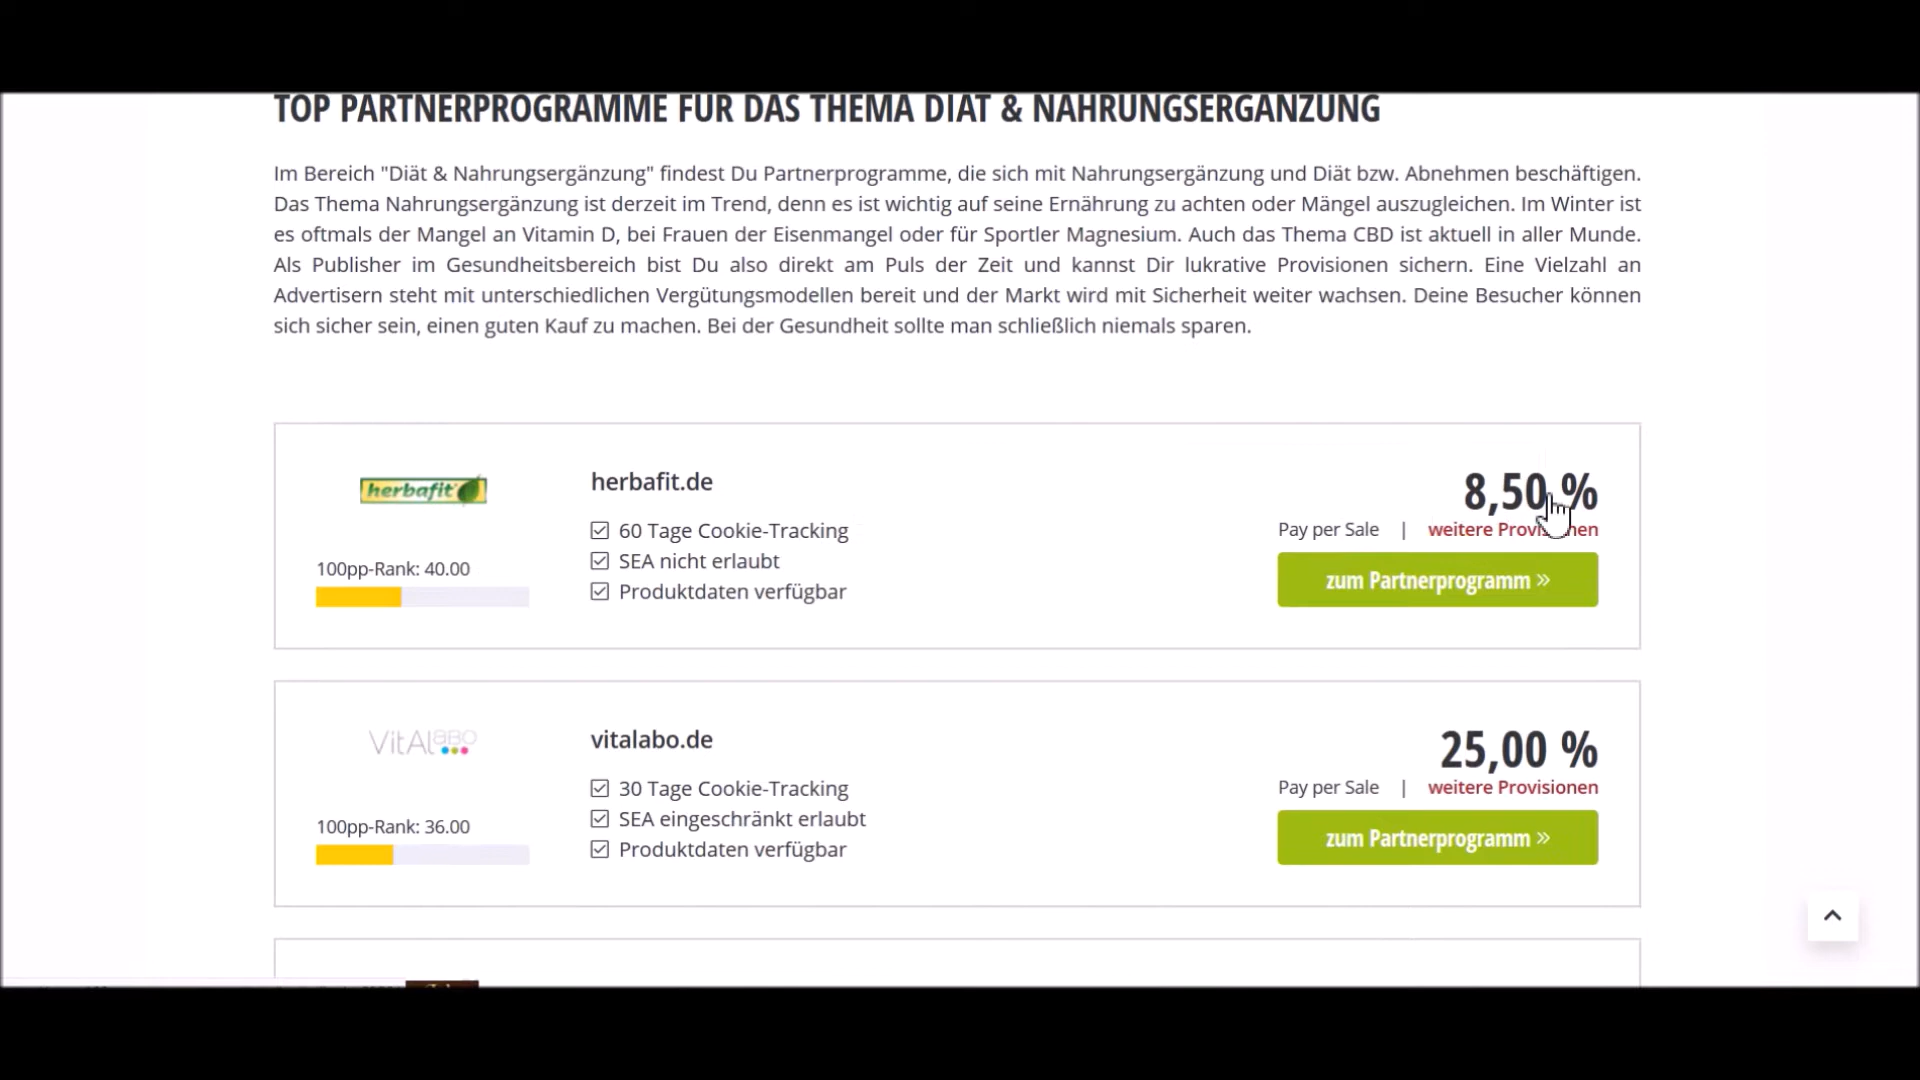 TOP PARTNERPROGRAMME FÜR DAS THEMA DIÄT & NAHRUNGSERGÄNZUNG
Im Bereich "Diät & Nahrungsergänzung" findest Du Partnerprogramme, die sich mit Nahrungsergänzung und Diät bzw. Abnehmen beschäftigen.
Das Thema Nahrungsergänzung ist derzeit im Trend, denn es ist wichtig auf seine Ernährung zu achten oder Mängel auszugleichen. Im Winter ist
es oftmals der Mangel an Vitamin D, bei Frauen der Eisenmangel oder für Sportler Magnesium. Auch das Thema CBD ist aktuell in aller Munde.
Als Publisher im Gesundheitsbereich bist Du also direkt am Puls der Zeit und kannst Dir lukrative Provisionen sichern. Eine Vielzahl an
Advertisern steht mit unterschiedlichen Vergütungsmodellen bereit und der Markt wird mit Sicherheit weiter wachsen. Deine Besucher können
sich sicher sein, einen guten Kauf zu machen. Bei der Gesundheit sollte man schließlich niemals sparen.
herbafit
100pp-Rank: 40.00
herbafit.de
60 Tage Cookie-Tracking
SEA nicht erlaubt
Produktdaten verfügbar
8,50 %
Pay per Sale | weitere Provisionen
zum Partnerprogramm »
VitAlABO
100pp-Rank: 36.00
vitalabo.de
30 Tage Cookie-Tracking
SEA eingeschränkt erlaubt
Produktdaten verfügbar
25,00 %
Pay per Sale | weitere Provisionen
zum Partnerprogramm »